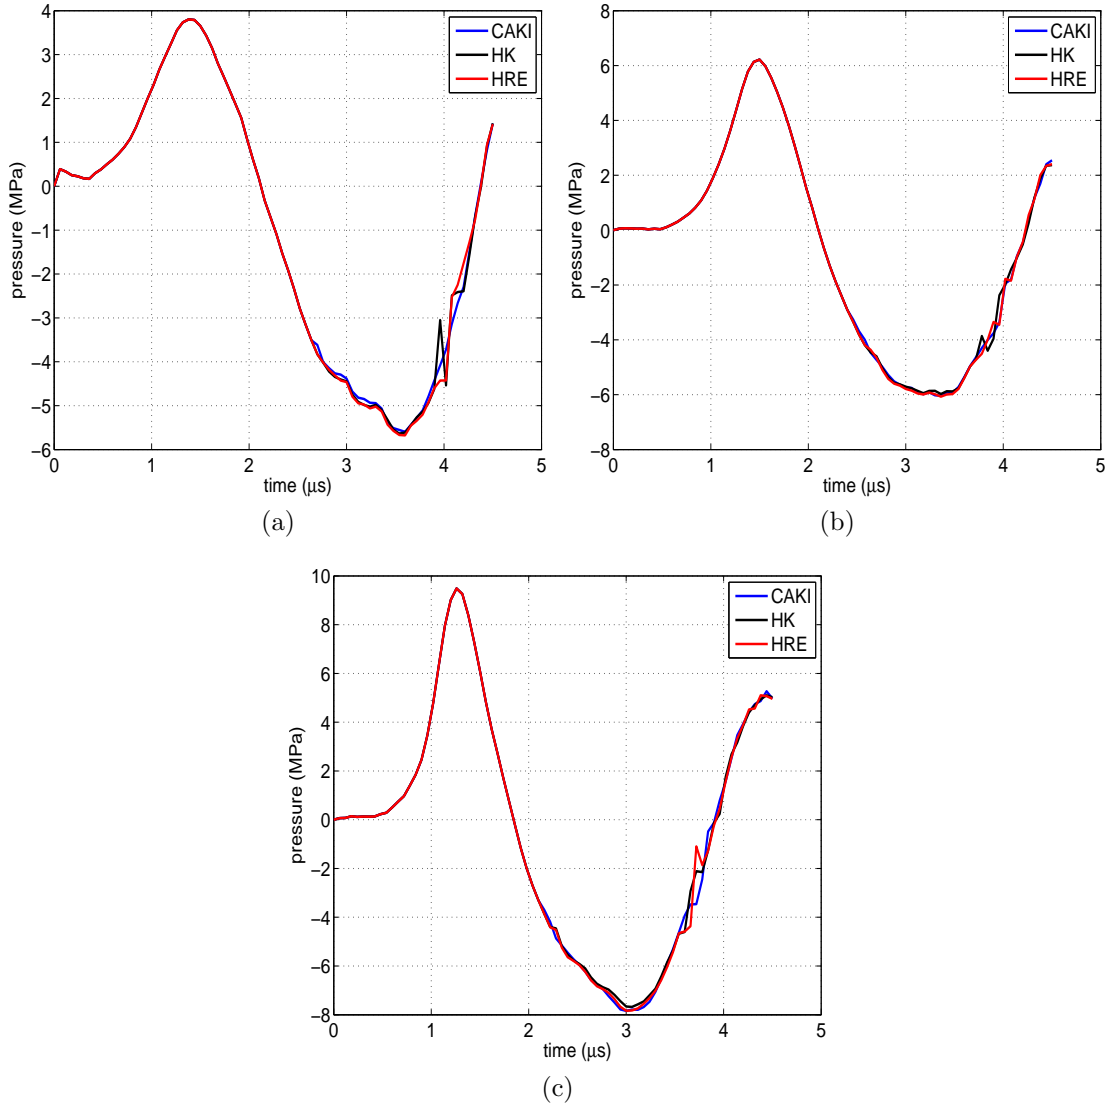 4
3
2
1
0
−1
−2
−3
−4
−5
−6
0 1 2 3 4 5
pressure (MPa)
time (μs)
CAKI
HK
HRE
(a)
8
6
4
2
0
−2
−4
−6
−8
0 1 2 3 4 5
pressure (MPa)
time (μs)
CAKI
HK
HRE
(b)
10
8
6
4
2
0
−2
−4
−6
−8
0 1 2 3 4 5
pressure (MPa)
time (μs)
CAKI
HK
HRE
(c)